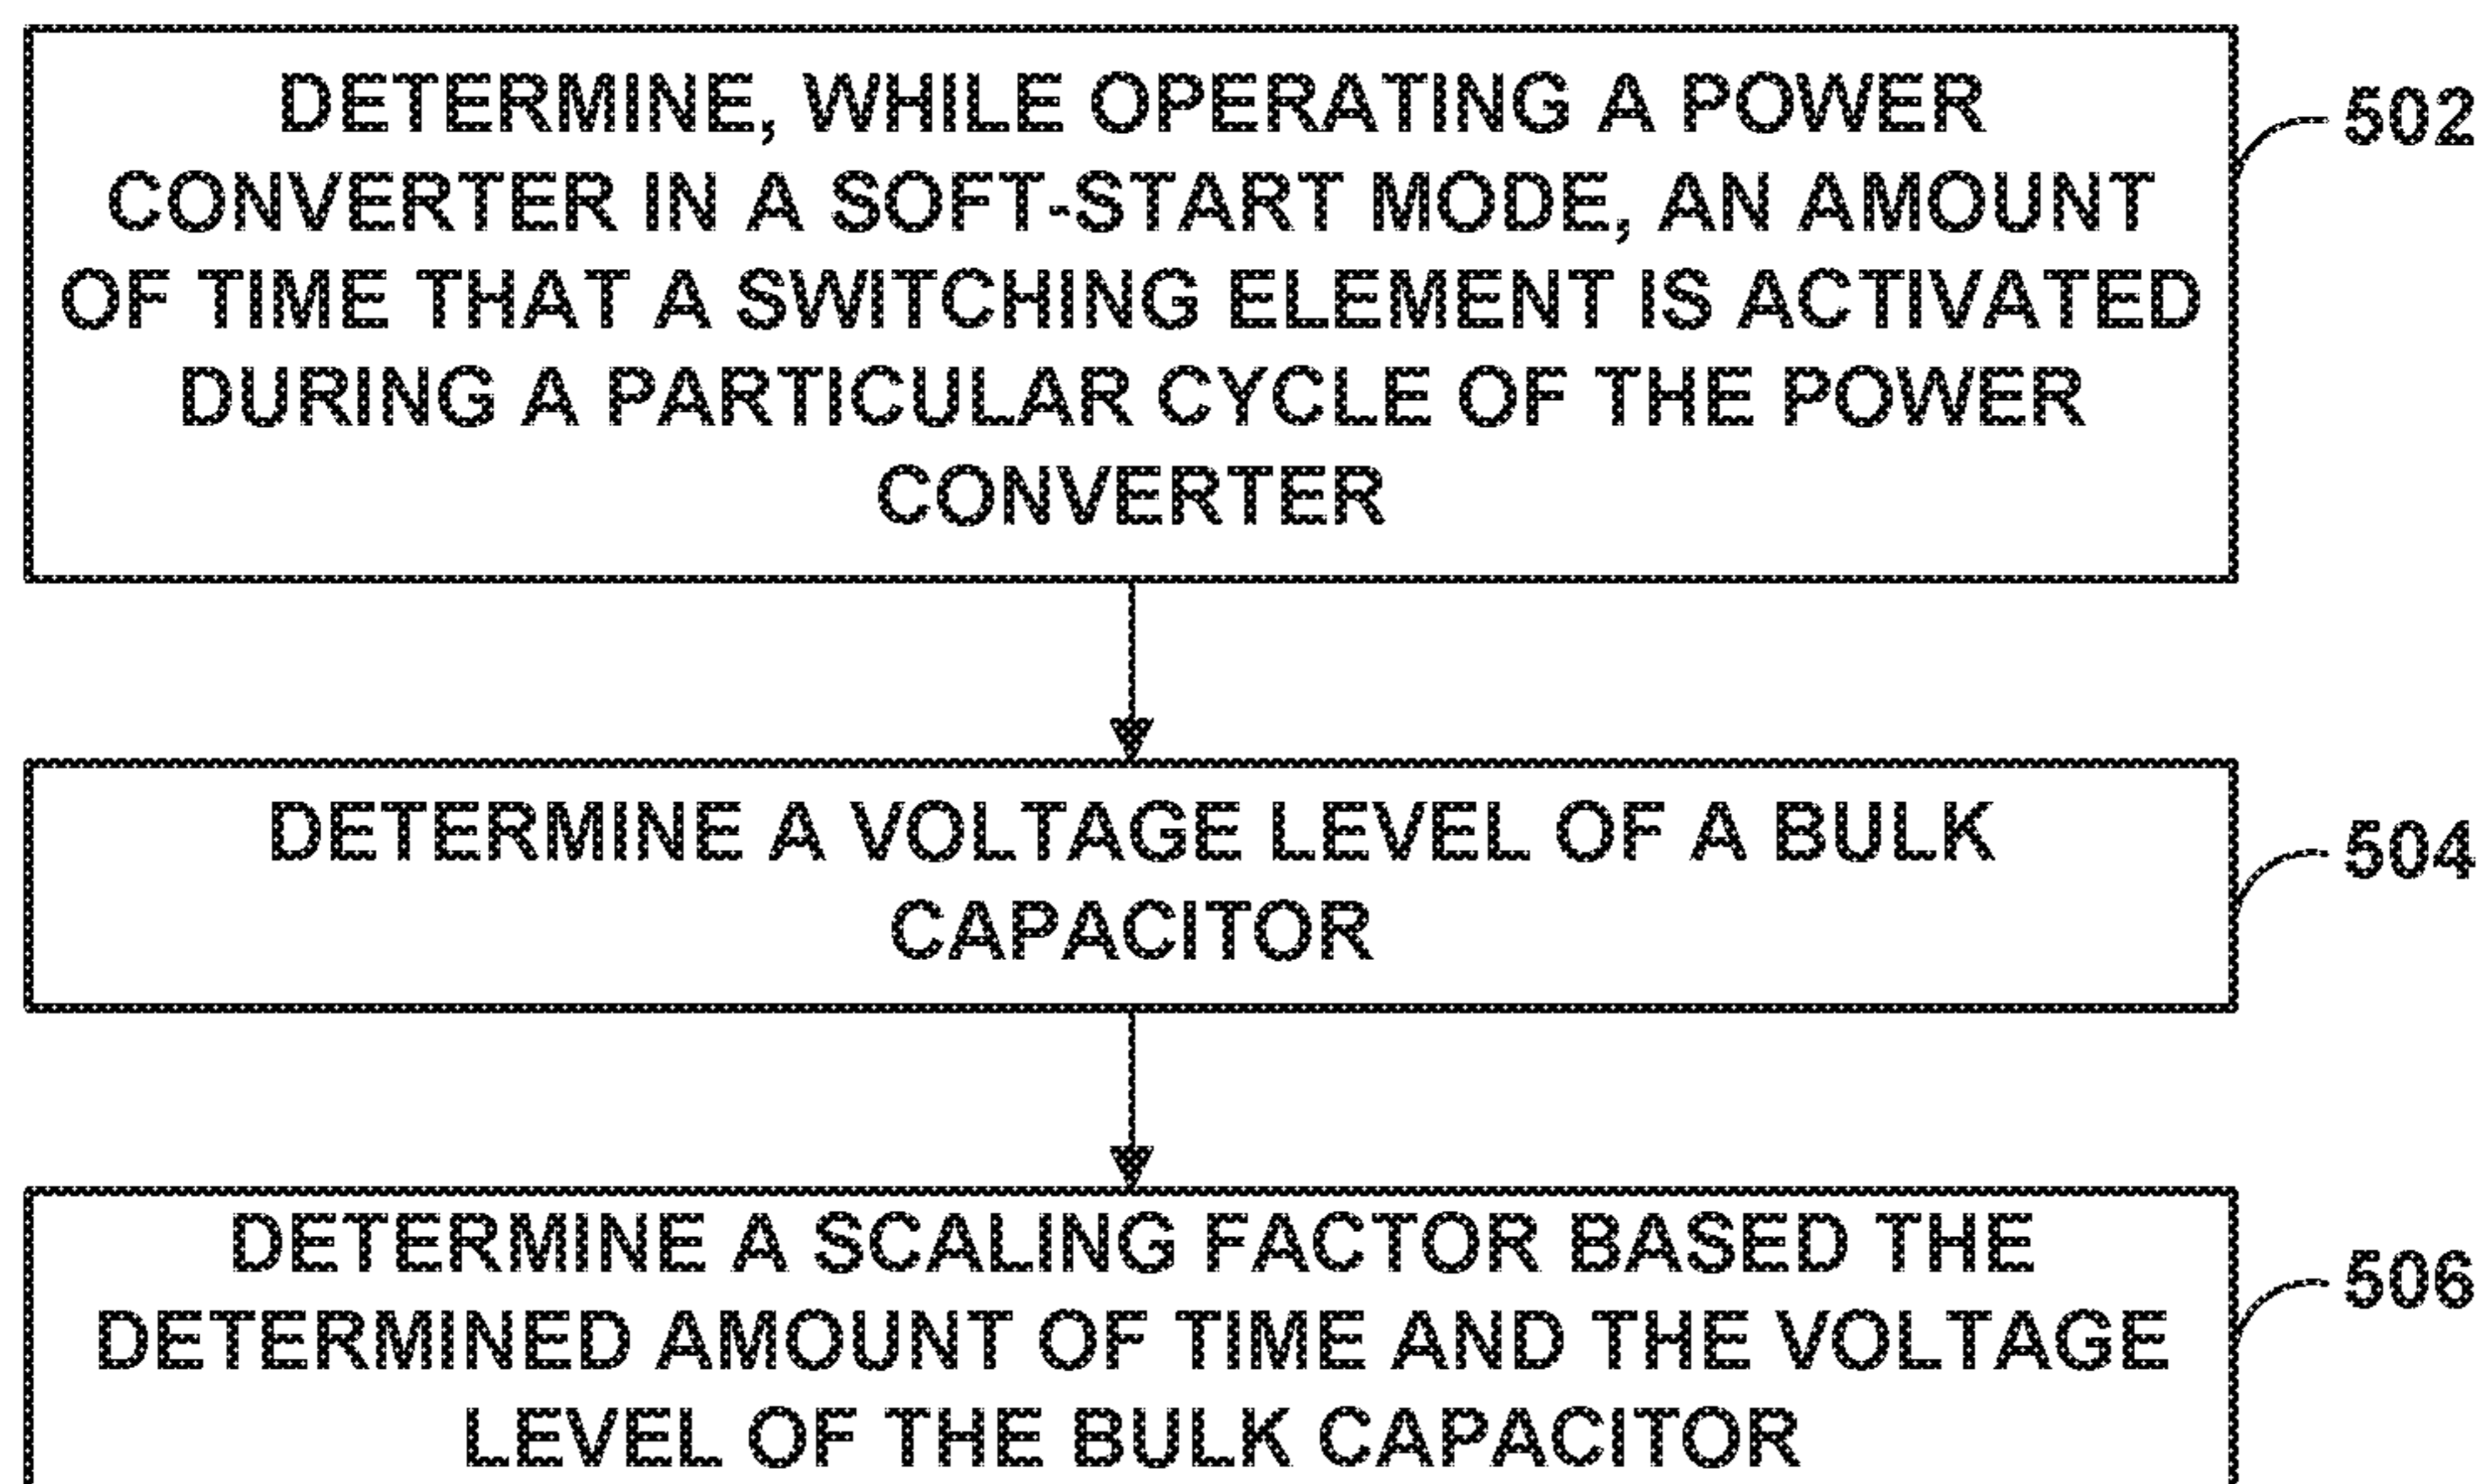 DETERMINE, WHILE OPERATING A POWER
CONVERTER IN A SOFT-START MODE, AN AMOUNT
OF TIME THAT A SWITCHING ELEMENT IS ACTIVATED
DURING A PARTICULAR CYCLE OF THE POWER
CONVERTER
502
DETERMINE A VOLTAGE LEVEL OF A BULK
CAPACITOR
504
DETERMINE A SCALING FACTOR BASED THE
DETERMINED AMOUNT OF TIME AND THE VOLTAGE
LEVEL OF THE BULK CAPACITOR
506